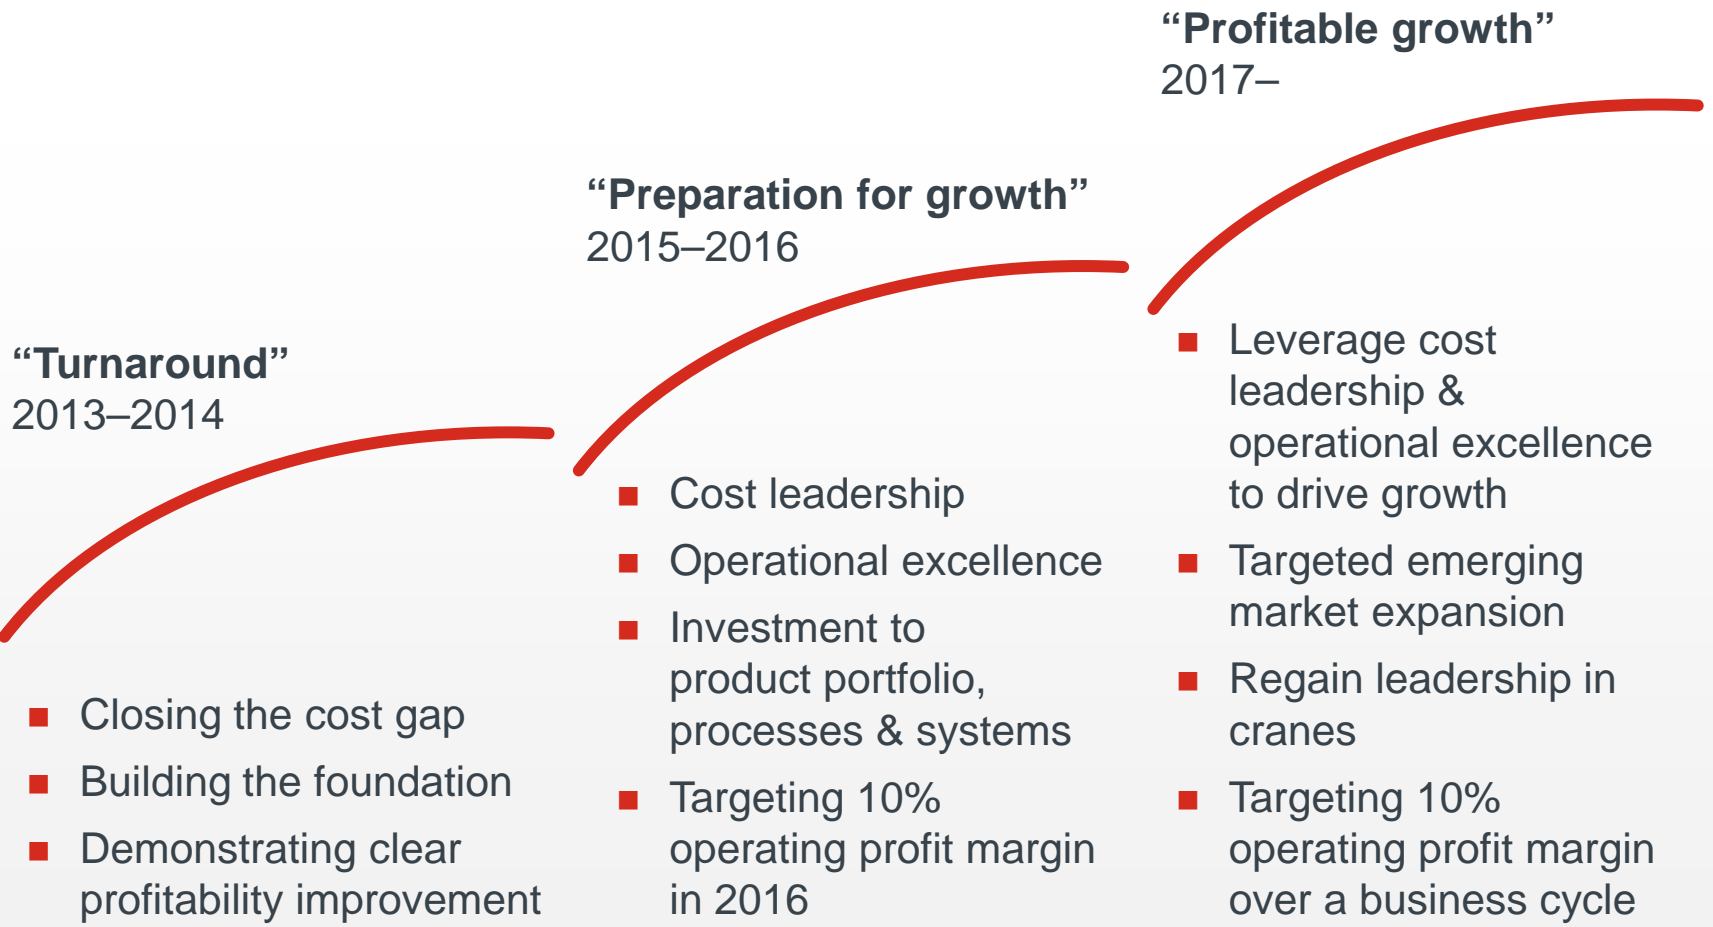 “Turnaround”
2013–2014
■ Closing the cost gap
■ Building the foundation
■ Demonstrating clear
profitability improvement
“Preparation for growth”
2015–2016
■ Cost leadership
■ Operational excellence
■ Investment to
product portfolio,
processes & systems
■ Targeting 10%
operating profit margin
in 2016
“Profitable growth”
2017–
■ Leverage cost
leadership &
operational excellence
to drive growth
■ Targeted emerging
market expansion
■ Regain leadership in
cranes
■ Targeting 10%
operating profit margin
over a business cycle